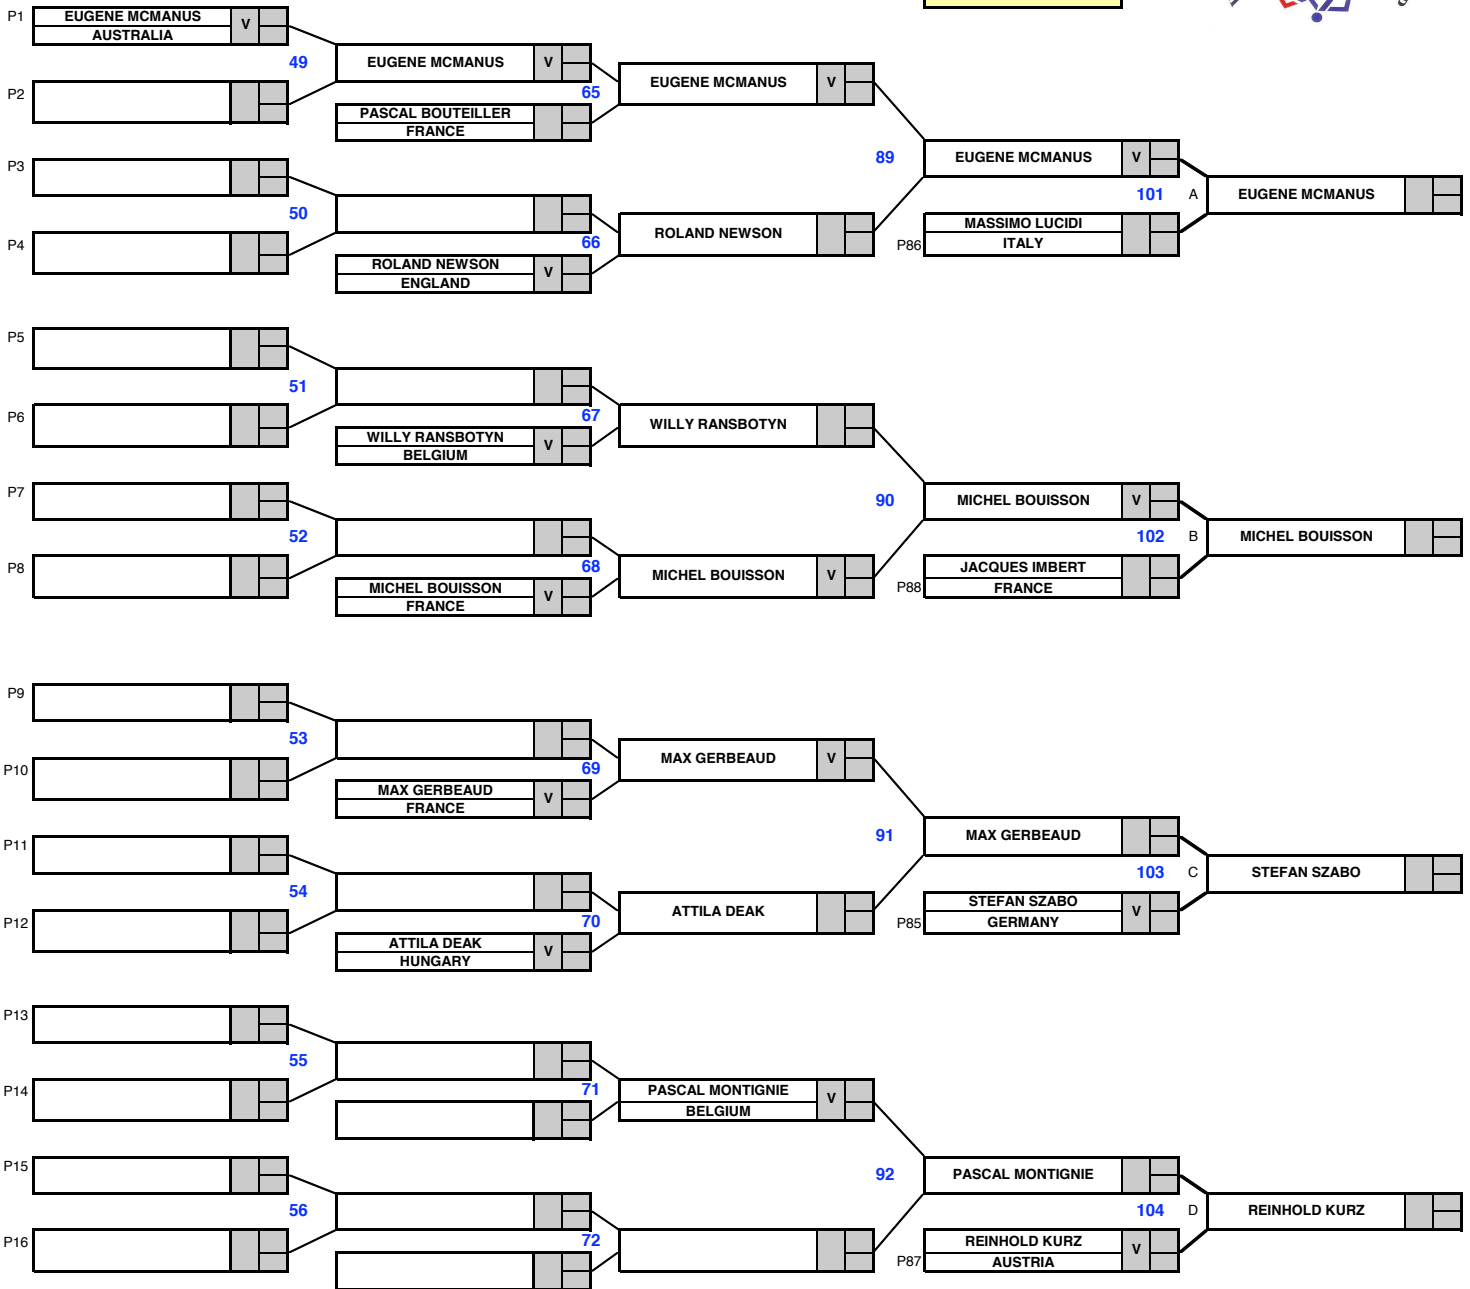 P1
EUGENE MCMANUS
V
AUSTRALIA
49
EUGENE MCMANUS
V
P2
65
EUGENE MCMANUS
V
PASCAL BOUTEILLER
FRANCE
P3
89
EUGENE MCMANUS
V
50
101
A
EUGENE MCMANUS
P4
66
ROLAND NEWSON
P86
MASSIMO LUCIDI
ITALY
ROLAND NEWSON
V
ENGLAND
P5
51
P6
67
WILLY RANSBOTYN
WILLY RANSBOTYN
V
BELGIUM
P7
90
MICHEL BOUISSON
V
52
102
B
MICHEL BOUISSON
P8
68
MICHEL BOUISSON
V
P88
JACQUES IMBERT
FRANCE
MICHEL BOUISSON
V
FRANCE
P9
53
P10
69
MAX GERBEAUD
V
MAX GERBEAUD
V
FRANCE
P11
91
MAX GERBEAUD
54
103
C
STEFAN SZABO
P12
70
ATTILA DEAK
P85
STEFAN SZABO
V
GERMANY
ATTILA DEAK
V
HUNGARY
P13
55
P14
71
PASCAL MONTIGNIE
V
BELGIUM
P15
92
PASCAL MONTIGNIE
56
104
D
REINHOLD KURZ
P16
72
P87
REINHOLD KURZ
V
AUSTRIA